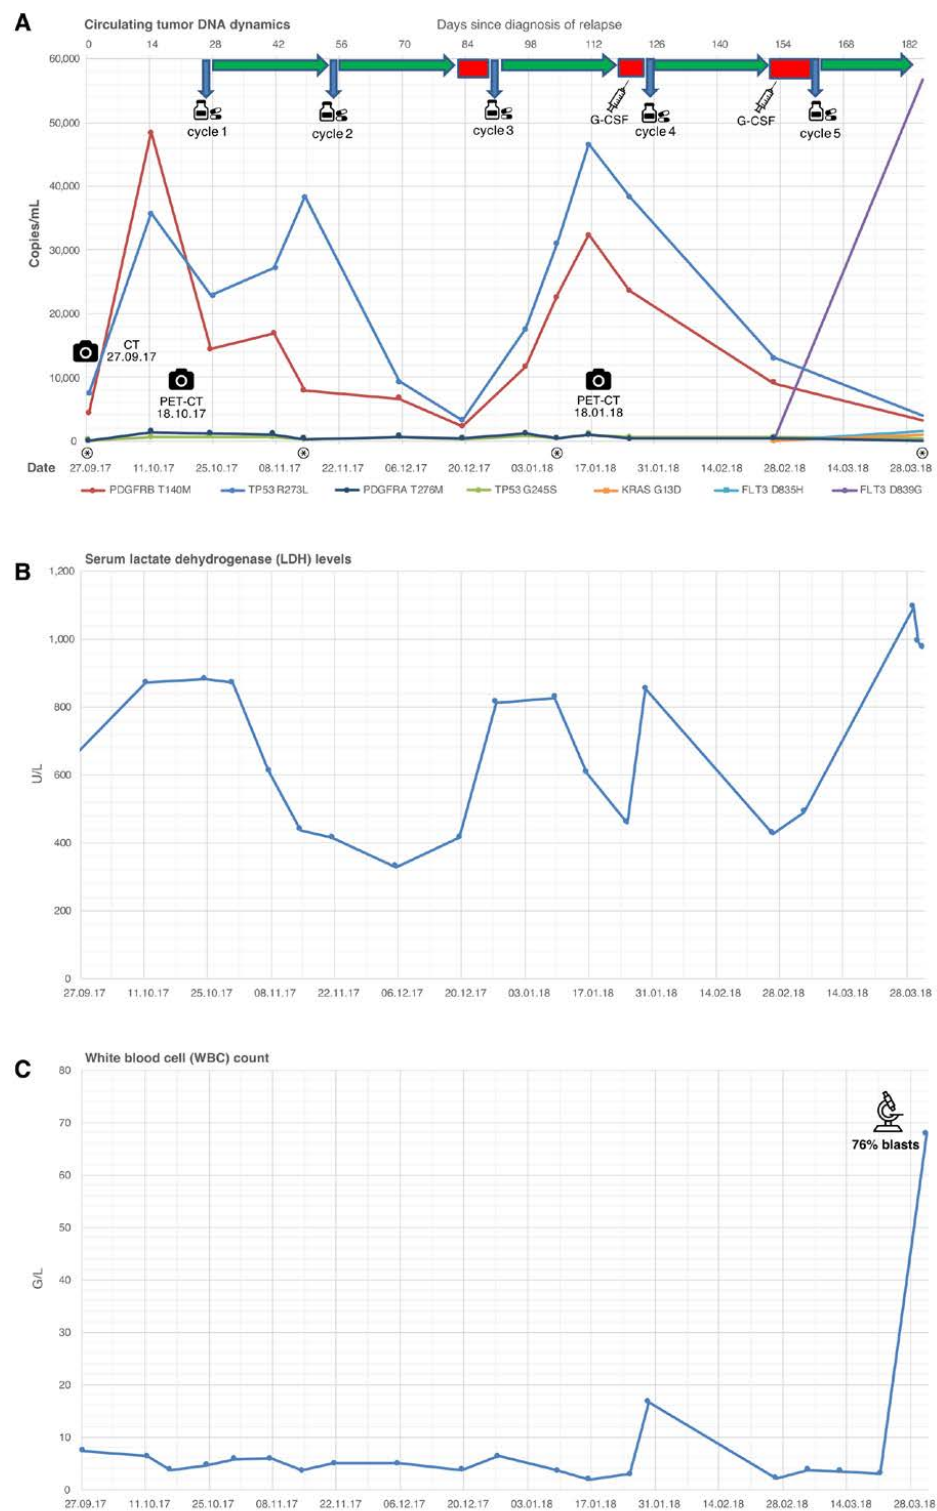 A
Circulating tumor DNA dynamics
Days since diagnosis of relapse
0 14 28 42 56 70 84 98 112 126 140 154 168 182
60,000
50,000
40,000
30,000
20,000
10,000
0
Copies/mL
cycle 1
cycle 2
cycle 3
G-CSF
cycle 4
G-CSF
cycle 5
CT
27.09.17
PET-CT
18.10.17
PET-CT
18.01.18
Date 27.09.17 11.10.17 25.10.17 08.11.17 22.11.17 06.12.17 20.12.17 03.01.18 17.01.18 31.01.18 14.02.18 28.02.18 14.03.18 28.03.18
PDGFRB T140M TP53 R273L PDGFRA T276M TP53 G245S KRAS G13D FLT3 D835H FLT3 D839G
B
Serum lactate dehydrogenase (LDH) levels
1,200
1,000
800
600
400
200
0
U/L
27.09.17 11.10.17 25.10.17 08.11.17 22.11.17 06.12.17 20.12.17 03.01.18 17.01.18 31.01.18 14.02.18 28.02.18 14.03.18 28.03.18
C
White blood cell (WBC) count
80
70
60
50
40
30
20
10
0
G/L
76% blasts
27.09.17 11.10.17 25.10.17 08.11.17 22.11.17 06.12.17 20.12.17 03.01.18 17.01.18 31.01.18 14.02.18 28.02.18 14.03.18 28.03.18